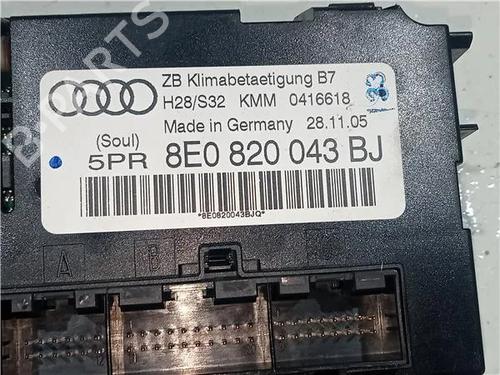 ZB Klimabetaetigung B7
H28/S32 KMM 0416618
Made in Germany 28.11.05
(Soul)
5PR 8E0 820 043 BJ
*8E0820043BJQ*
A
B
C
B-PARTS